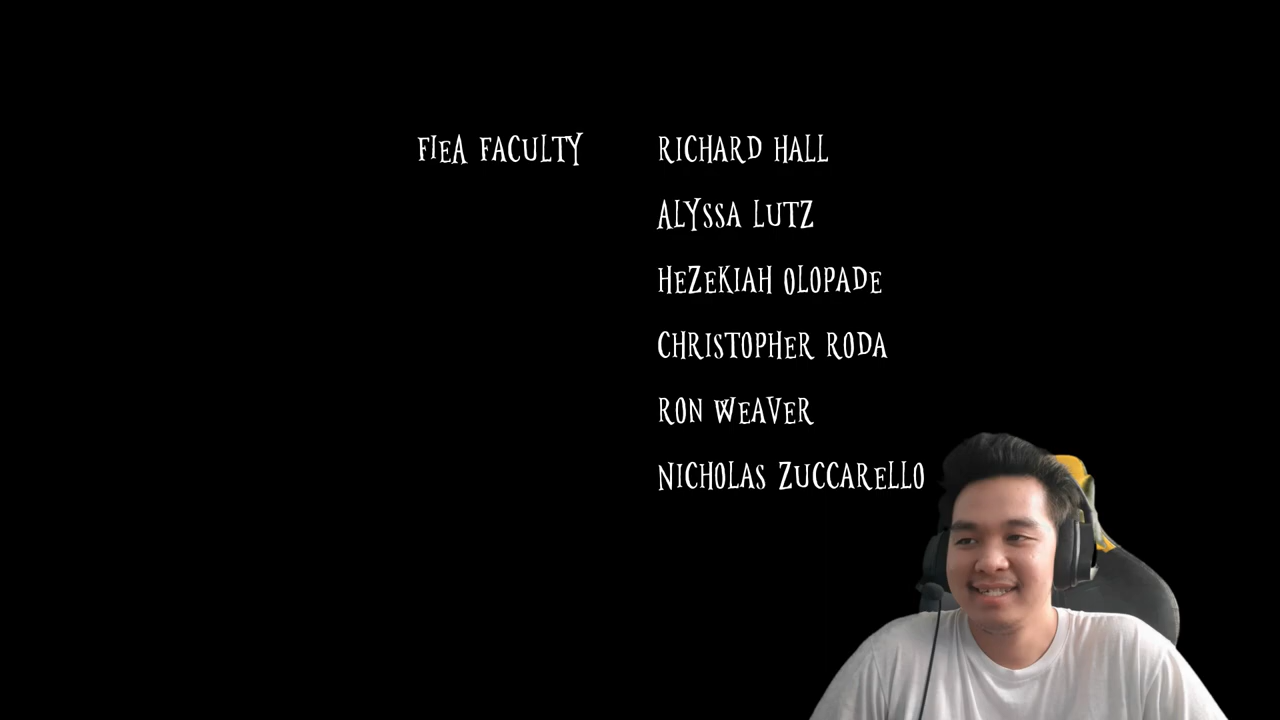 FIEA FACULTY RICHARD HALL
ALYSSA LUTZ
HEZEKIAH OLOPADE
CHRISTOPHER RODA
RON WEAVER
NICHOLAS ZUCCARELLO